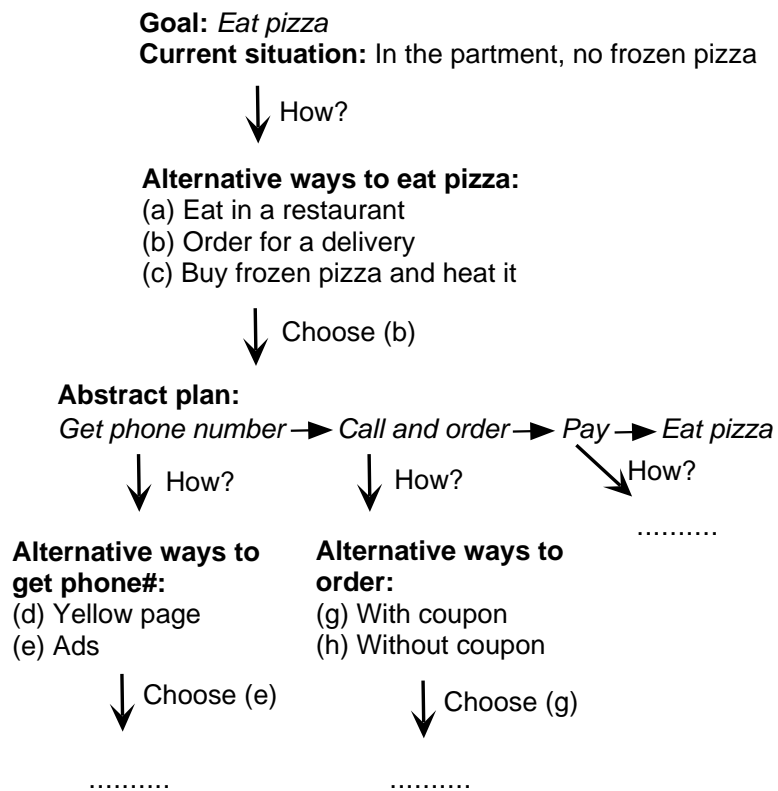 Goal: Eat pizza
Current situation: In the partment, no frozen pizza
How?
Alternative ways to eat pizza:
(a) Eat in a restaurant
(b) Order for a delivery
(c) Buy frozen pizza and heat it
Choose (b)
Abstract plan:
Get phone number Call and order Pay Eat pizza
How? How? How?
..........
Alternative ways to
get phone#:
(d) Yellow page
(e) Ads
Choose (e)
..........
Alternative ways to
order:
(g) With coupon
(h) Without coupon
Choose (g)
..........